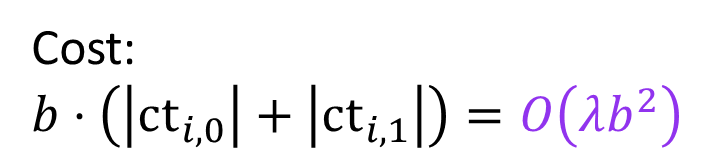 Cost:
b · (|ct_{i,0}| + |ct_{i,1}|) = O(λb²)